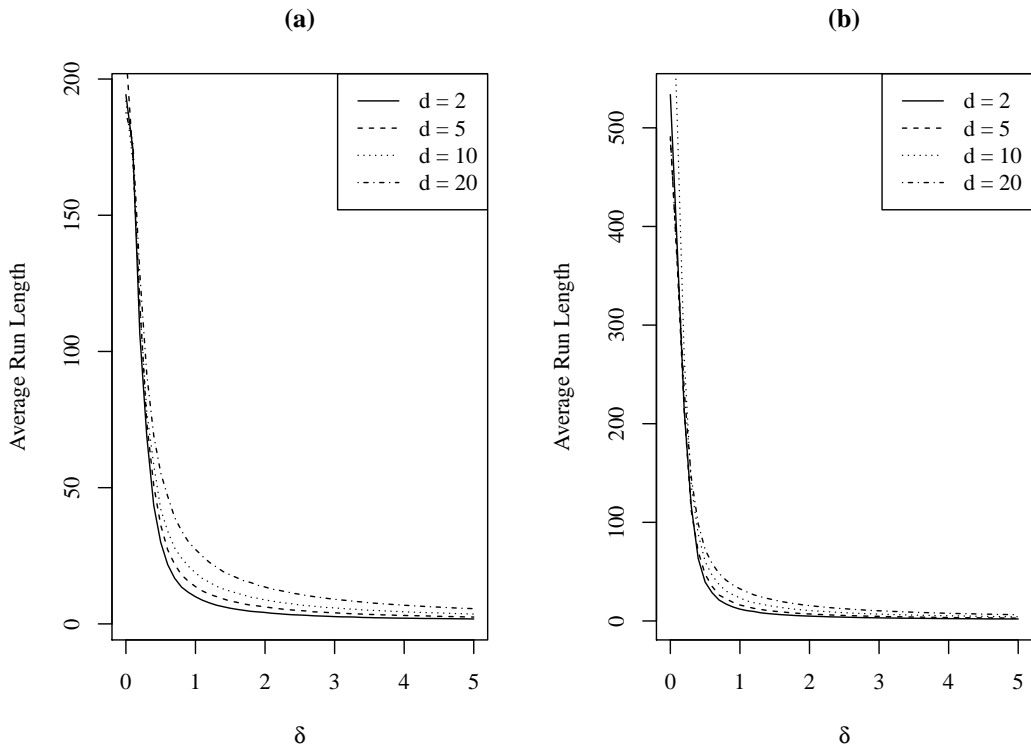 (a)
Average Run Length
200
150
100
50
0
0 1 2 3 4 5
δ
d = 2
d = 5
d = 10
d = 20
(b)
Average Run Length
500
400
300
200
100
0
0 1 2 3 4 5
δ
d = 2
d = 5
d = 10
d = 20